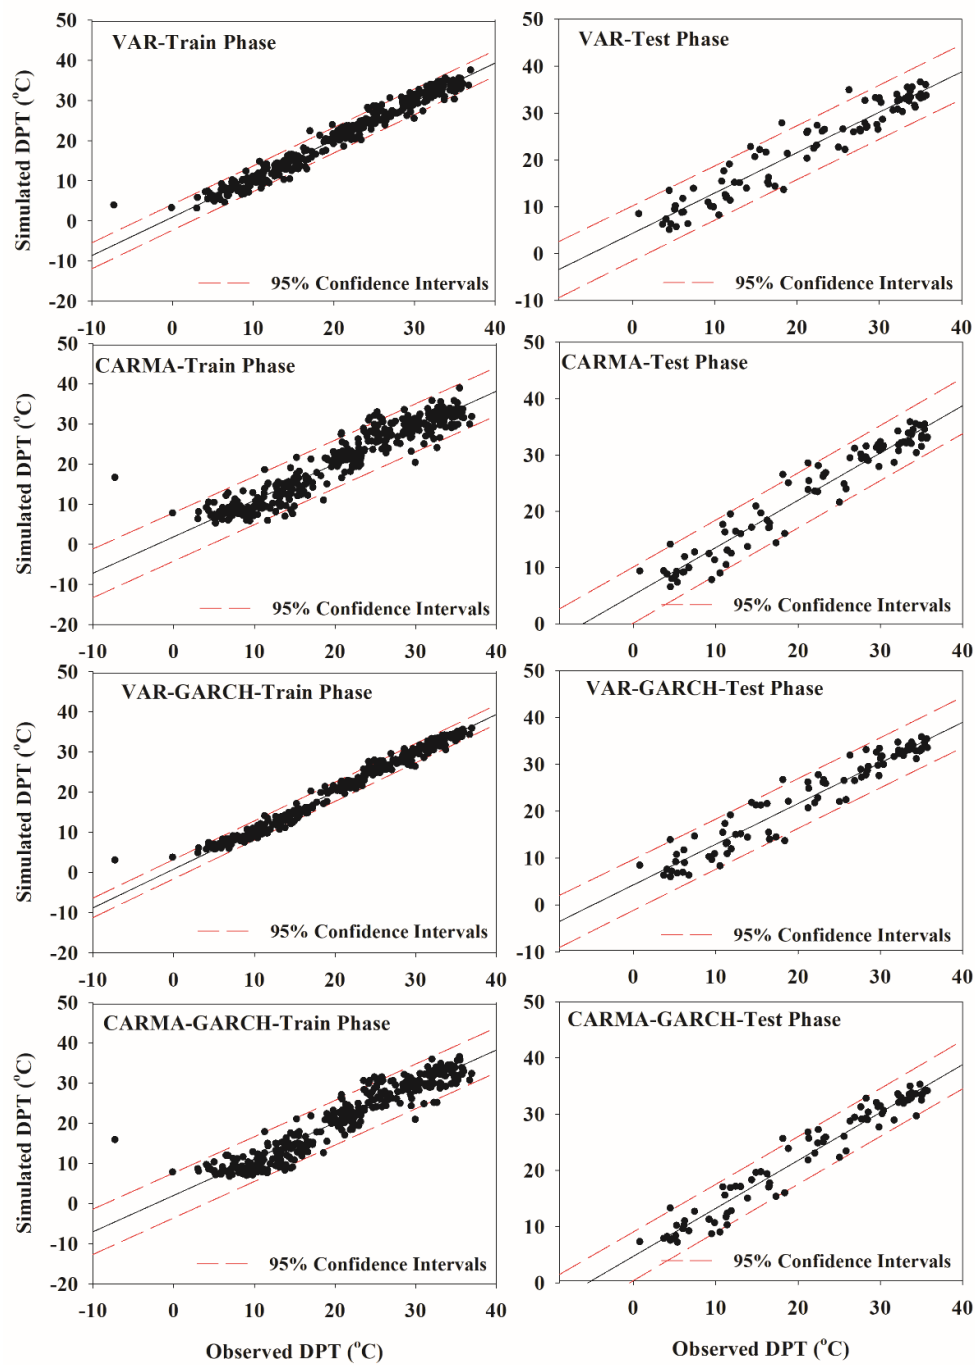 VAR-Train Phase
Simulated DPT (°C)
50
40
30
20
10
0
-10
-20
95% Confidence Intervals
-10 0 10 20 30 40
VAR-Test Phase
50
40
30
20
10
0
-10
95% Confidence Intervals
0 10 20 30 40
CARMA-Train Phase
Simulated DPT (°C)
50
40
30
20
10
0
-10
-20
95% Confidence Intervals
-10 0 10 20 30 40
CARMA-Test Phase
50
40
30
20
10
0
95% Confidence Intervals
0 10 20 30 40
VAR-GARCH-Train Phase
Simulated DPT (°C)
50
40
30
20
10
0
-10
-20
95% Confidence Intervals
-10 0 10 20 30 40
VAR-GARCH-Test Phase
50
40
30
20
10
0
-10
95% Confidence Intervals
0 10 20 30 40
CARMA-GARCH-Train Phase
Simulated DPT (°C)
50
40
30
20
10
0
-10
-20
95% Confidence Intervals
-10 0 10 20 30 40
Observed DPT (°C)
CARMA-GARCH-Test Phase
50
40
30
20
10
0
95% Confidence Intervals
0 10 20 30 40
Observed DPT (°C)